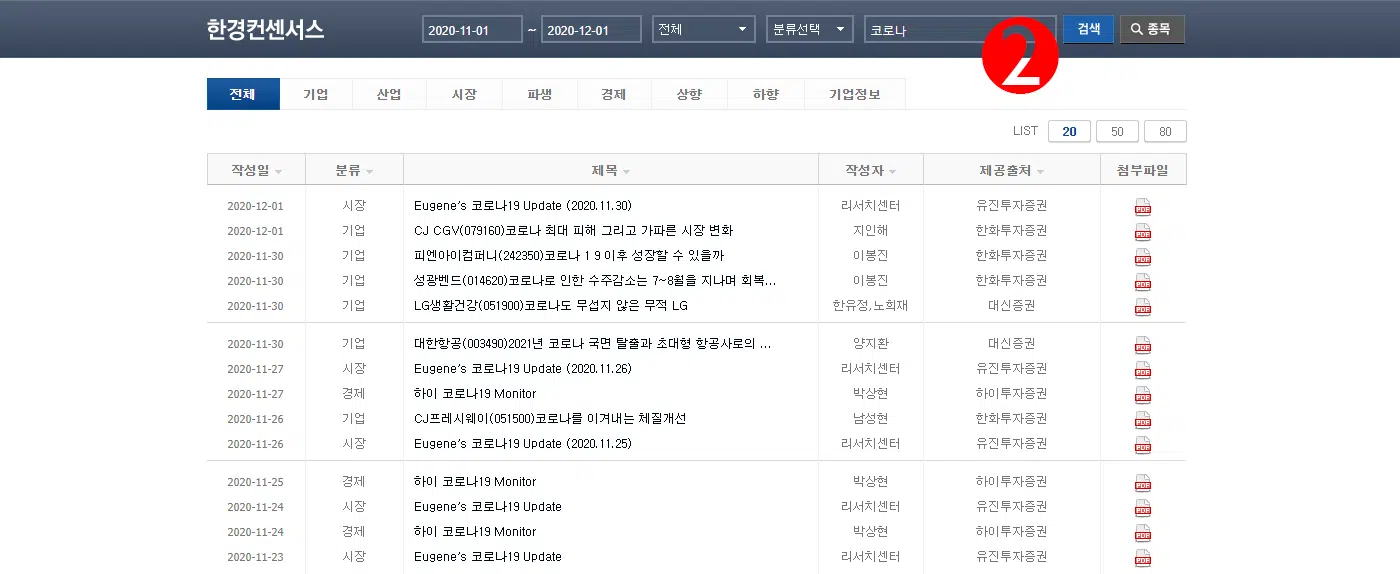 한경컨센서스 2020-11-01 ~ 2020-12-01 전체 분류선택 코로나 검색 종목
2
전체 기업 산업 시장 파생 경제 상향 하향 기업정보
LIST 20 50 80
작성일 분류 제목 작성자 제공출처 첨부파일
2020-12-01 시장 Eugene's 코로나19 Update (2020.11.30) 리서치센터 유진투자증권 PDF
2020-12-01 기업 CJ CGV(079160)코로나 최대 피해 그리고 가파른 시장 변화 지인해 한화투자증권 PDF
2020-11-30 기업 피엔아이컴퍼니(242350)코로나 1 9 이후 성장할 수 있을까 이봉진 한화투자증권 PDF
2020-11-30 기업 성광벤드(014620)코로나로 인한 수주감소는 7~8월을 지나며 회복... 이봉진 한화투자증권 PDF
2020-11-30 기업 LG생활건강(051900)코로나도 무섭지 않은 무적 LG 한유정,노희재 대신증권 PDF
2020-11-30 기업 대한항공(003490)2021년 코로나 국면 탈출과 초대형 항공사로의 ... 양지환 대신증권 PDF
2020-11-27 시장 Eugene's 코로나19 Update (2020.11.26) 리서치센터 유진투자증권 PDF
2020-11-27 경제 하이 코로나19 Monitor 박상현 하이투자증권 PDF
2020-11-26 기업 CJ프레시웨이(051500)코로나를 이겨내는 체질개선 남성현 한화투자증권 PDF
2020-11-26 시장 Eugene's 코로나19 Update (2020.11.25) 리서치센터 유진투자증권 PDF
2020-11-25 경제 하이 코로나19 Monitor 박상현 하이투자증권 PDF
2020-11-24 시장 Eugene's 코로나19 Update 리서치센터 유진투자증권 PDF
2020-11-24 경제 하이 코로나19 Monitor 박상현 하이투자증권 PDF
2020-11-23 시장 Eugene's 코로나19 Update 리서치센터 유진투자증권 PDF